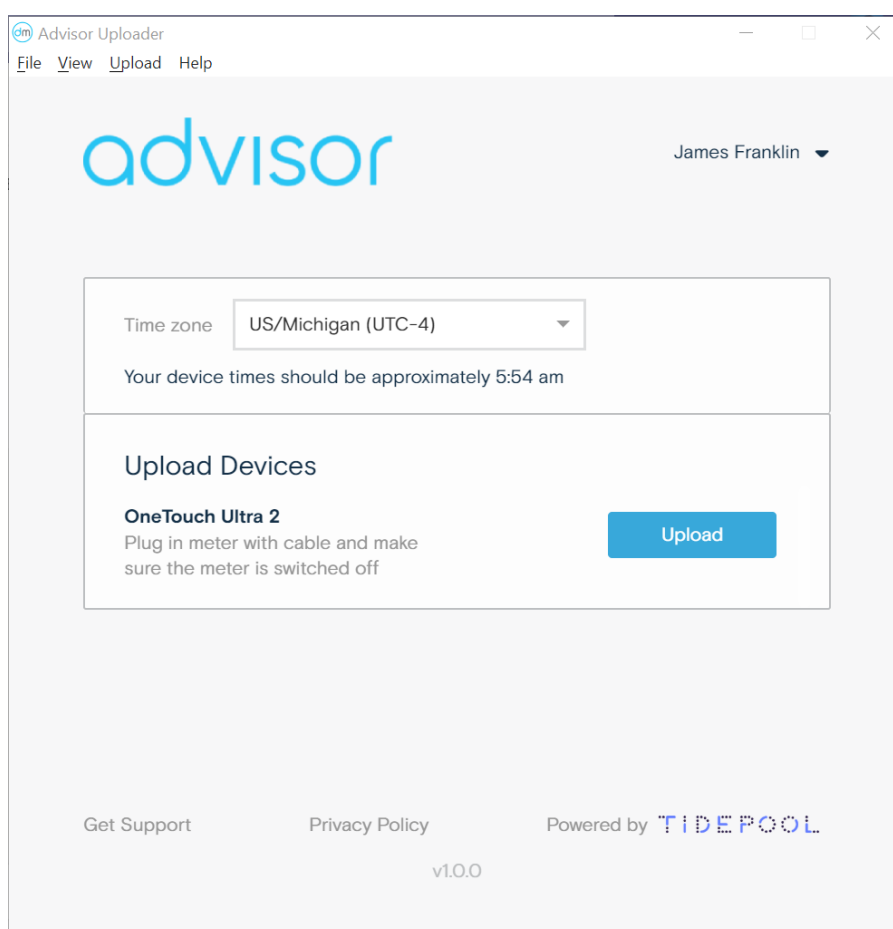 dm Advisor Uploader
File View Upload Help
advisor
James Franklin
Time zone
US/Michigan (UTC-4)
Your device times should be approximately 5:54 am
Upload Devices
OneTouch Ultra 2
Plug in meter with cable and make
sure the meter is switched off
Upload
Get Support
Privacy Policy
Powered by TIDEPOOL
v1.0.0